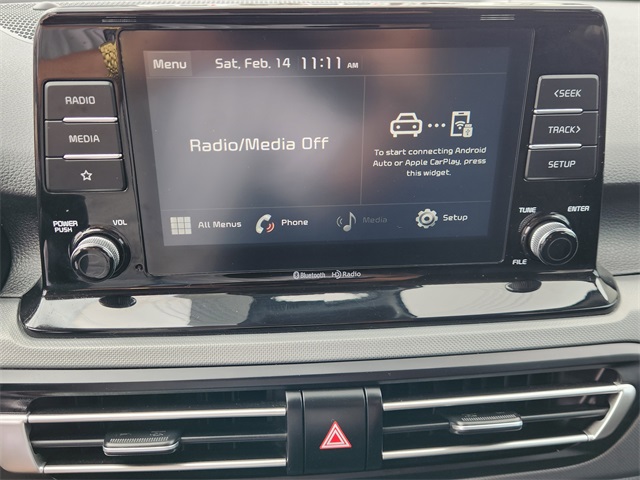 Menu
Sat, Feb. 14 11:11 AM
RADIO
MEDIA
<SEEK
TRACK>
SETUP
Radio/Media Off
To start connecting Android
Auto or Apple CarPlay, press
this widget.
POWER
PUSH
VOL
All Menus
Phone
Media
Setup
TUNE
ENTER
FILE
Bluetooth
HD Radio